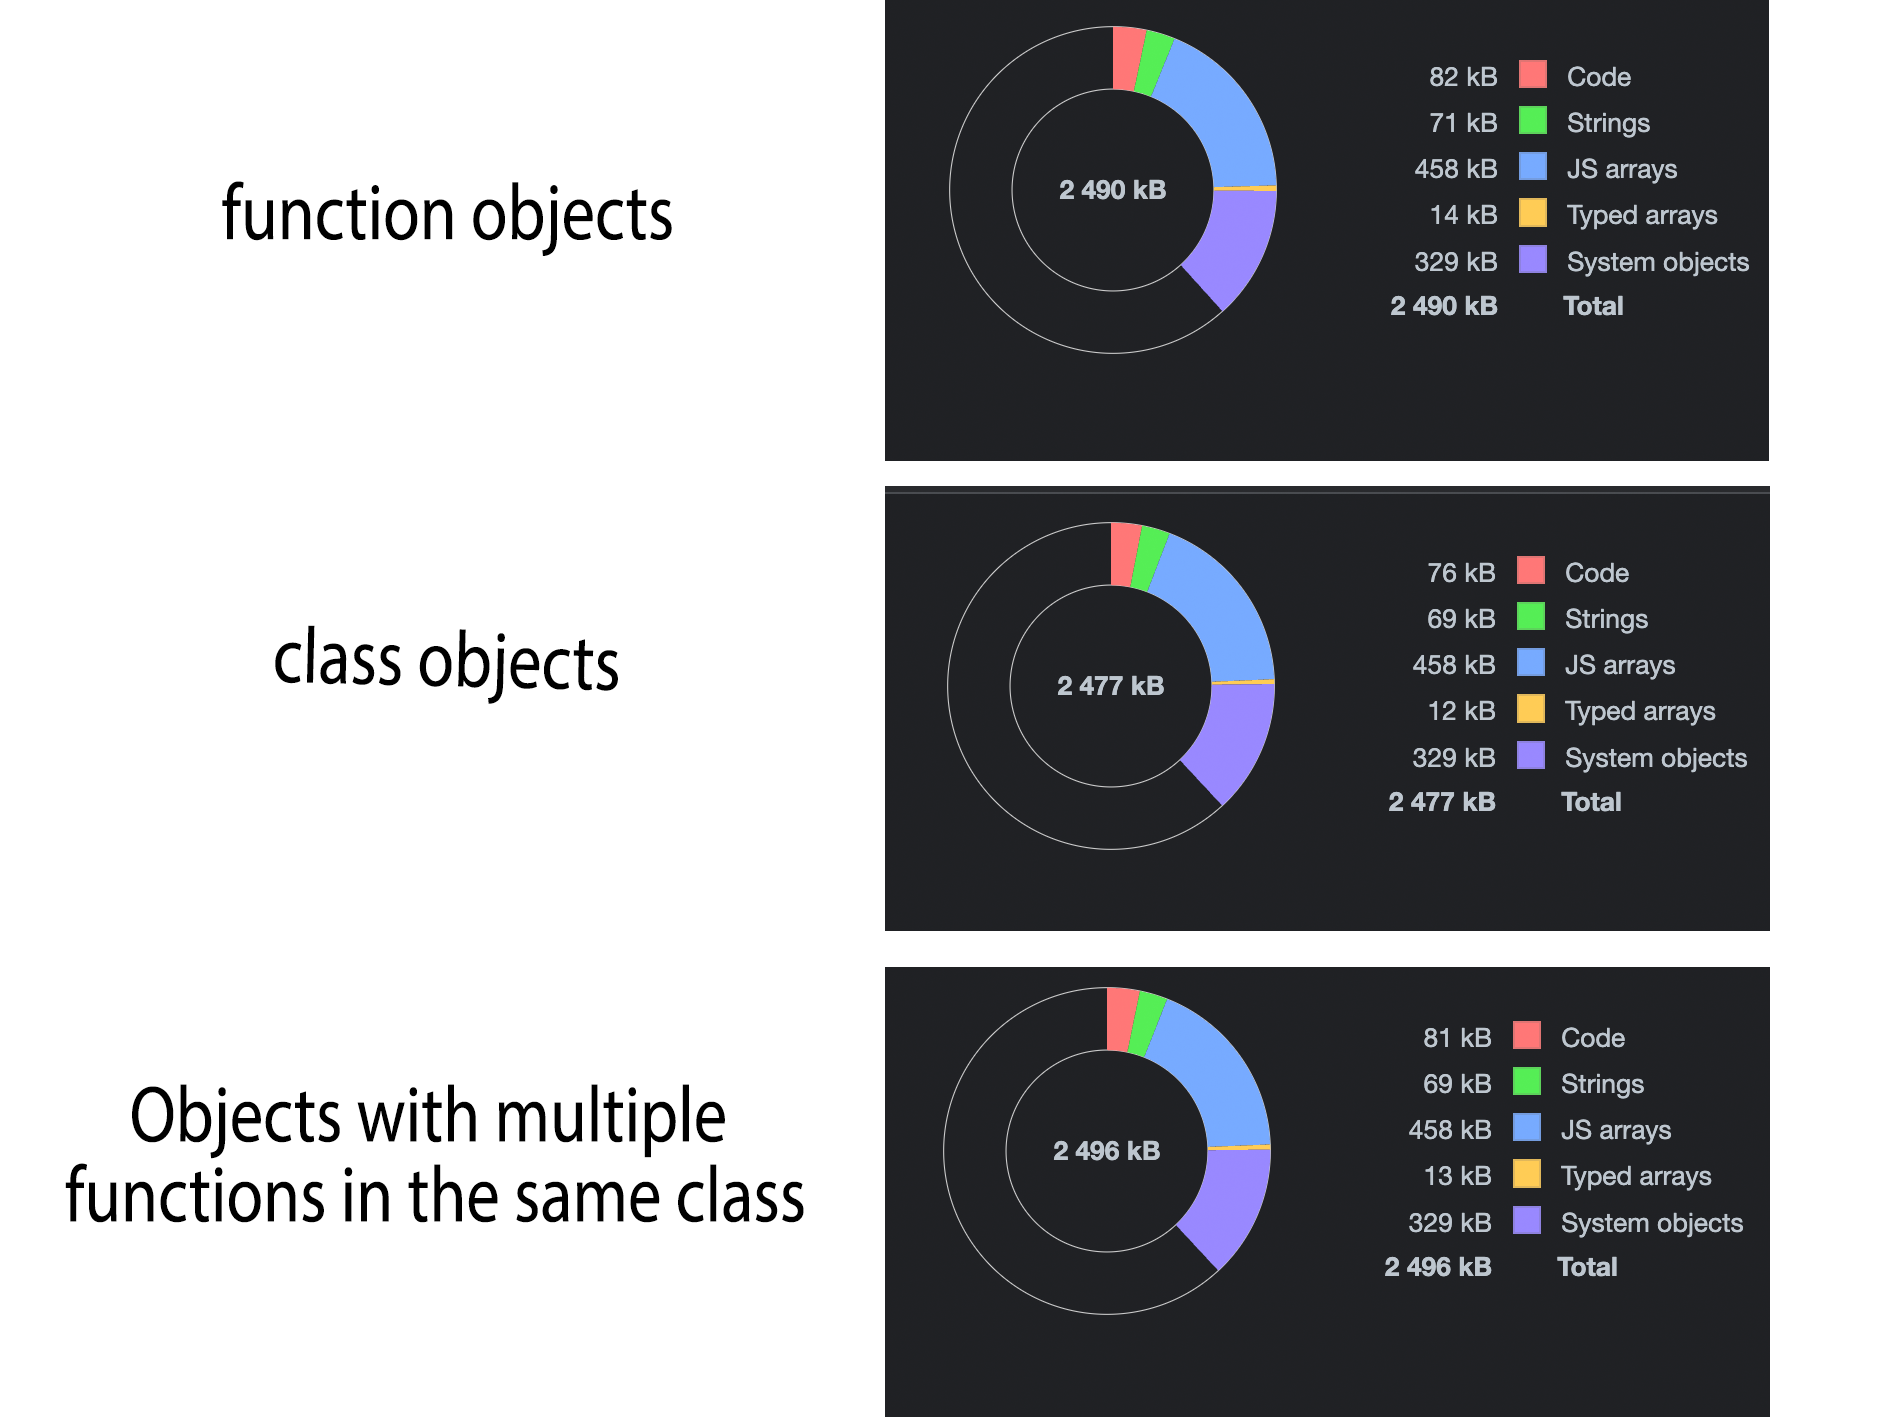 function objects
2 490 kB
82 kB Code
71 kB Strings
458 kB JS arrays
14 kB Typed arrays
329 kB System objects
2 490 kB Total
class objects
2 477 kB
76 kB Code
69 kB Strings
458 kB JS arrays
12 kB Typed arrays
329 kB System objects
2 477 kB Total
Objects with multiple
functions in the same class
2 496 kB
81 kB Code
69 kB Strings
458 kB JS arrays
13 kB Typed arrays
329 kB System objects
2 496 kB Total